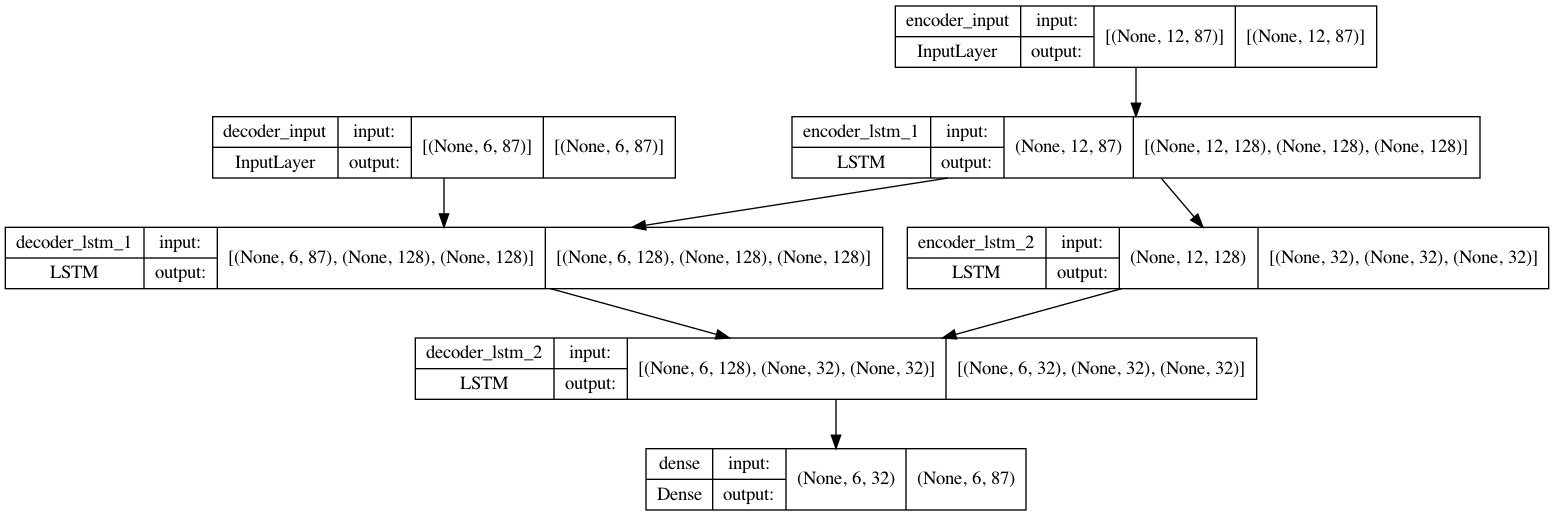 encoder_input input: [(None, 12, 87)] [(None, 12, 87)]
InputLayer output:
decoder_input input: [(None, 6, 87)] [(None, 6, 87)]
InputLayer output:
encoder_lstm_1 input: (None, 12, 87) [(None, 12, 128), (None, 128), (None, 128)]
LSTM output:
decoder_lstm_1 input: [(None, 6, 87), (None, 128), (None, 128)] [(None, 6, 128), (None, 128), (None, 128)]
LSTM output:
encoder_lstm_2 input: (None, 12, 128) [(None, 32), (None, 32), (None, 32)]
LSTM output:
decoder_lstm_2 input: [(None, 6, 128), (None, 32), (None, 32)] [(None, 6, 32), (None, 32), (None, 32)]
LSTM output:
dense input: (None, 6, 32) (None, 6, 87)
Dense output: